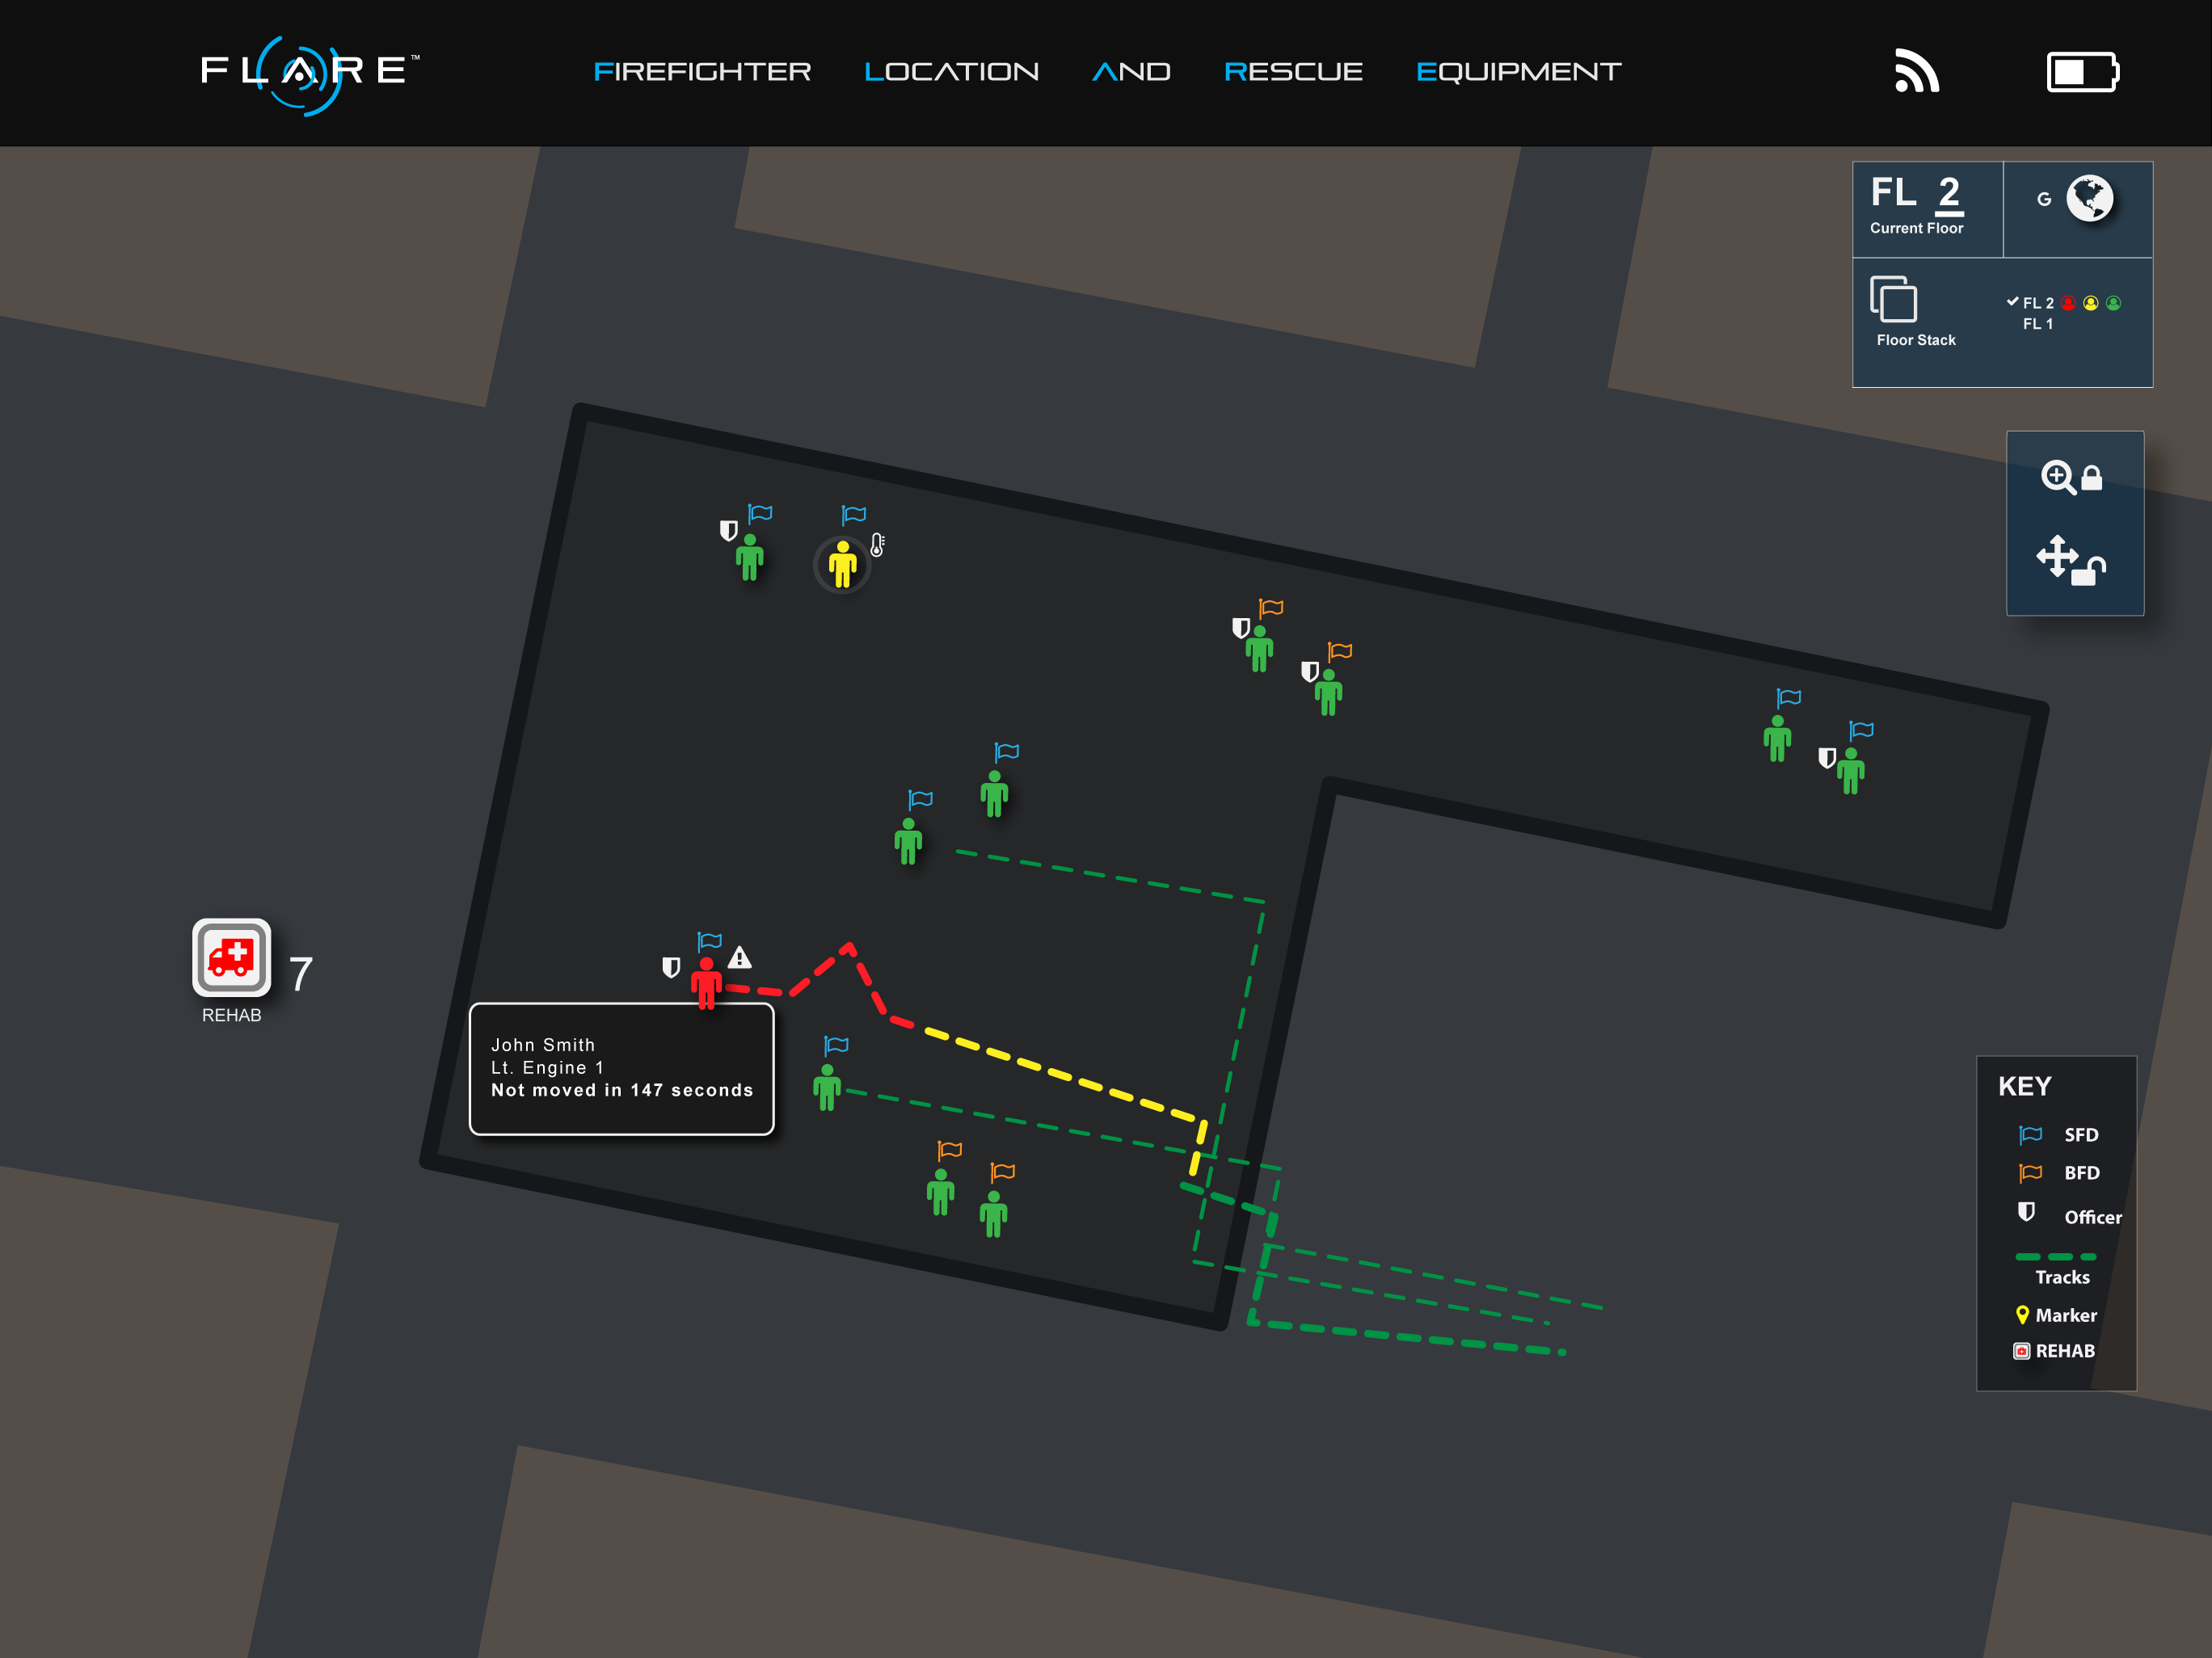 FLARE™
FIREFIGHTER LOCATION AND RESCUE EQUIPMENT
FL 2
Current Floor
G
FL 2
FL 1
Floor Stack
7
REHAB
John Smith
Lt. Engine 1
Not moved in 147 seconds
KEY
SFD
BFD
Officer
Tracks
Marker
REHAB